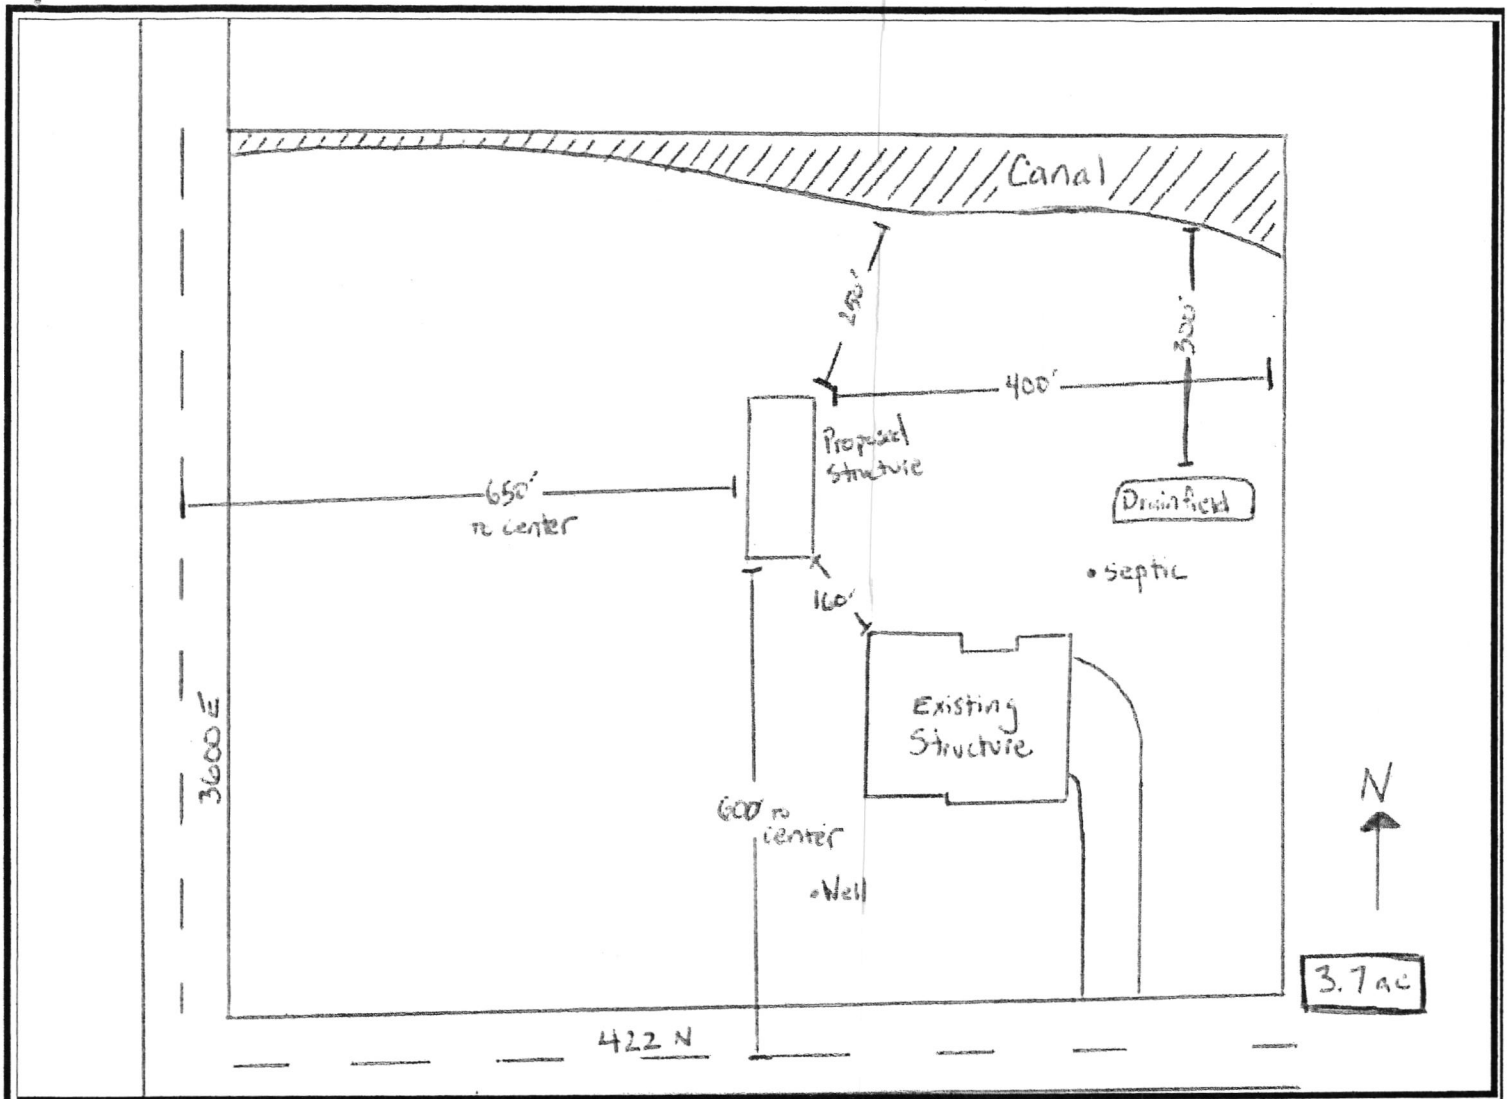 Canal
250'
300'
400'
Proposed
Structure
650'
to center
Drainfield
• septic
160'
Existing
Structure
3600 E
N
600' to
center
• Well
3.7 ac
422 N